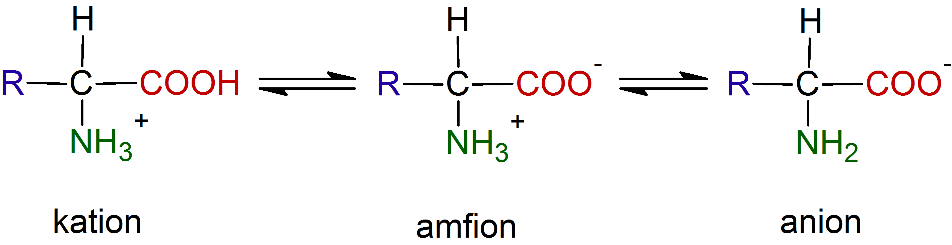 H H H
R C COOH R C COO- R C COO-
NH3+ NH3+ NH2
kation amfion anion